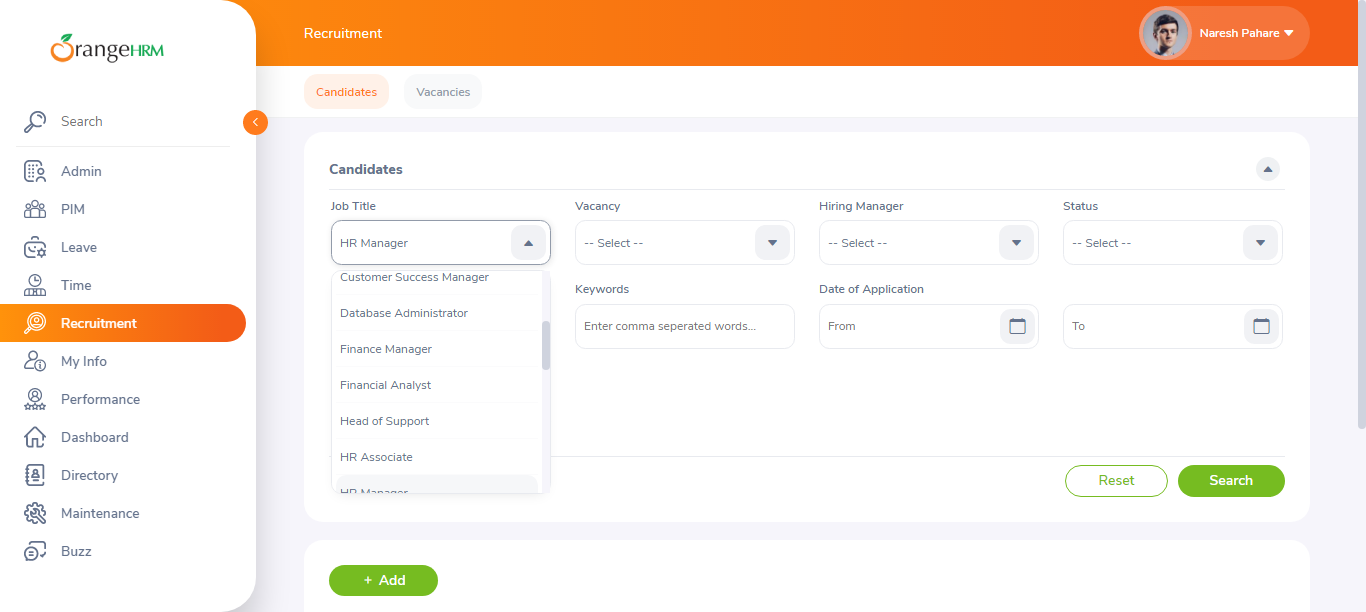 OrangeHRM
Recruitment
Naresh Pahare
Candidates
Vacancies
Search
Admin
PIM
Leave
Time
Recruitment
My Info
Performance
Dashboard
Directory
Maintenance
Buzz
Candidates
Job Title
Vacancy
Hiring Manager
Status
HR Manager
-- Select --
-- Select --
-- Select --
Customer Success Manager
Database Administrator
Finance Manager
Financial Analyst
Head of Support
HR Associate
HR Manager
Keywords
Date of Application
Enter comma seperated words...
From
To
Reset
Search
+ Add